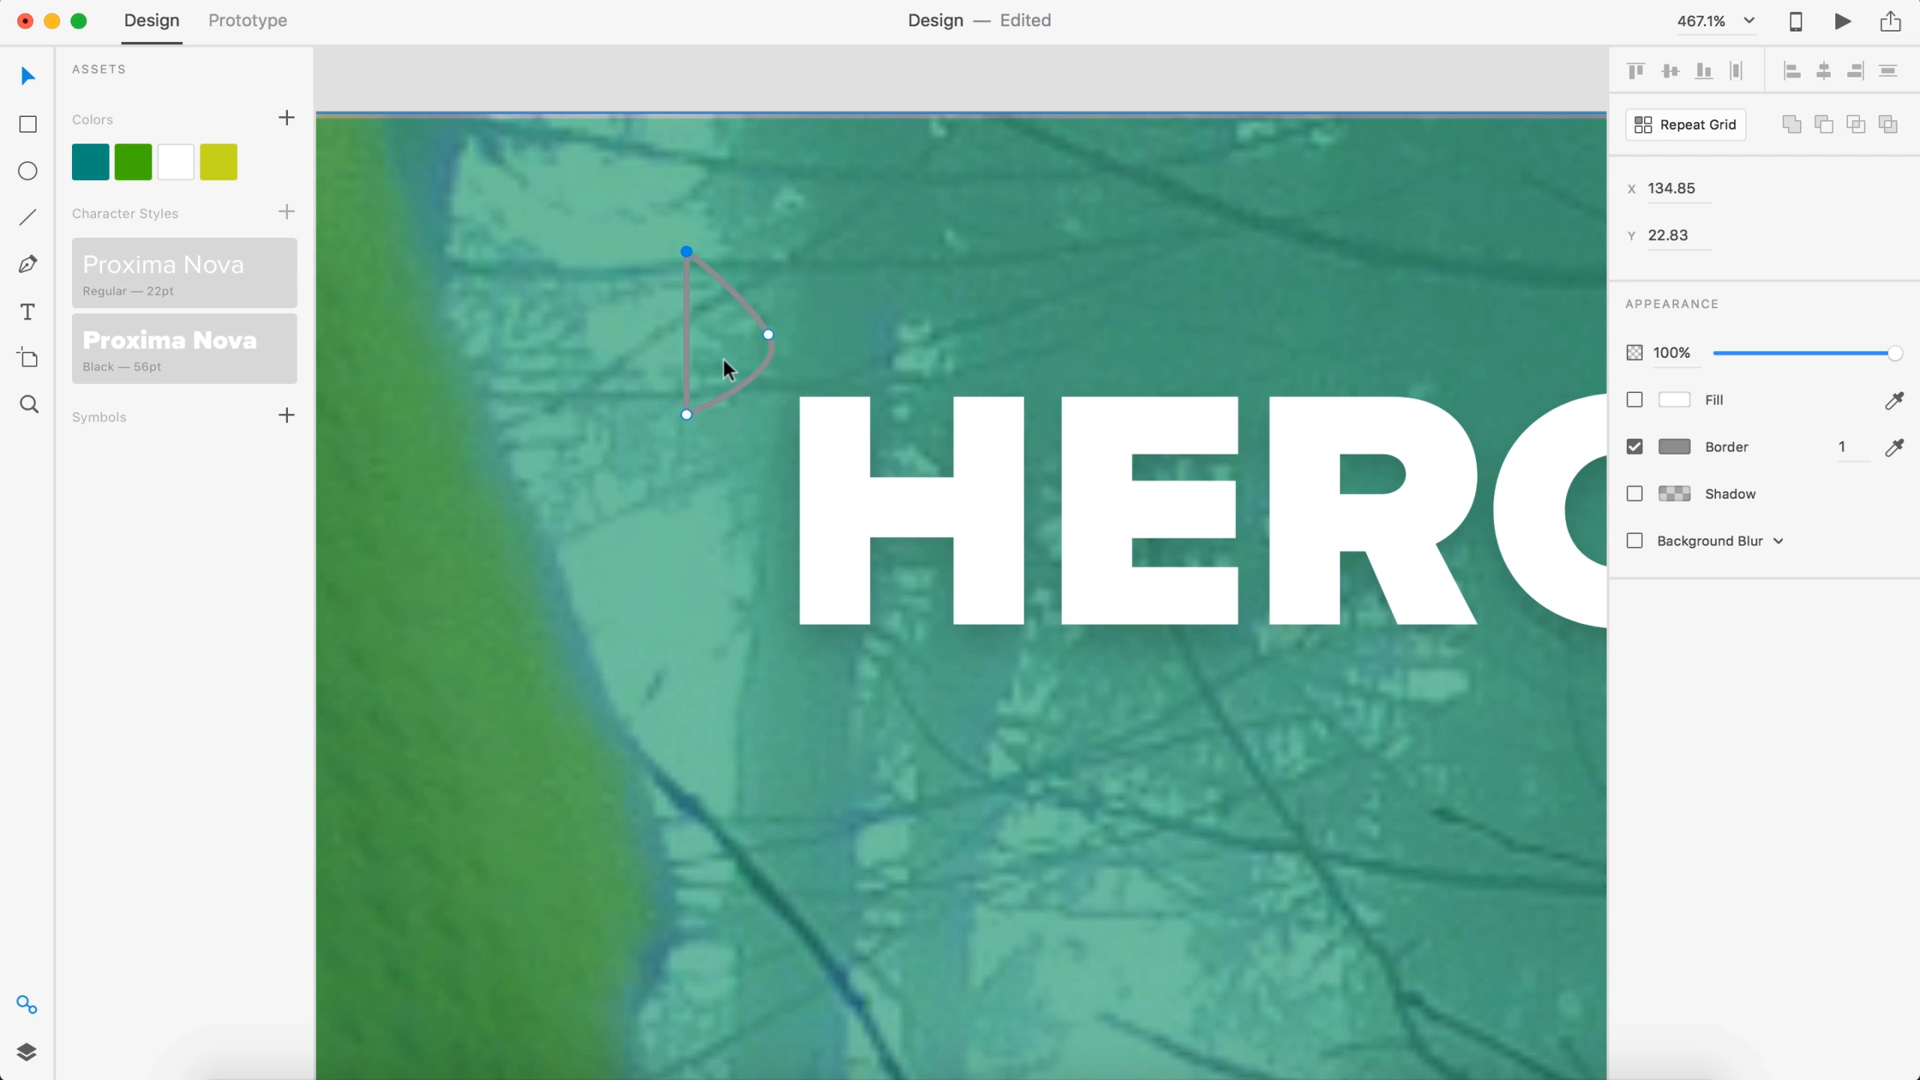 Design
Prototype
Design — Edited
467.1%
ASSETS
Colors
Character Styles
Proxima Nova
Regular — 22pt
Proxima Nova
Black — 56pt
Symbols
T
HERO
Repeat Grid
X 134.85
Y 22.83
APPEARANCE
100%
Fill
Border 1
Shadow
Background Blur